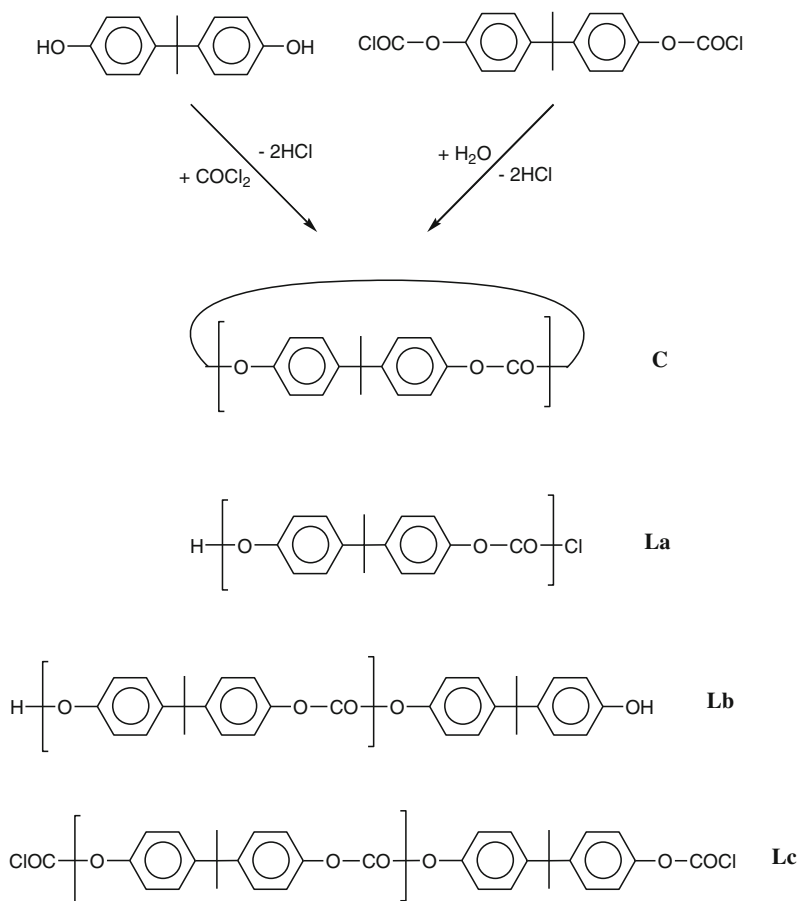 HO OH ClOC O O COCl
- 2HCl + H₂O
+ COCl₂ - 2HCl
O O CO C
H O O CO Cl La
H O O CO O OH Lb
ClOC O O CO O O COCl Lc